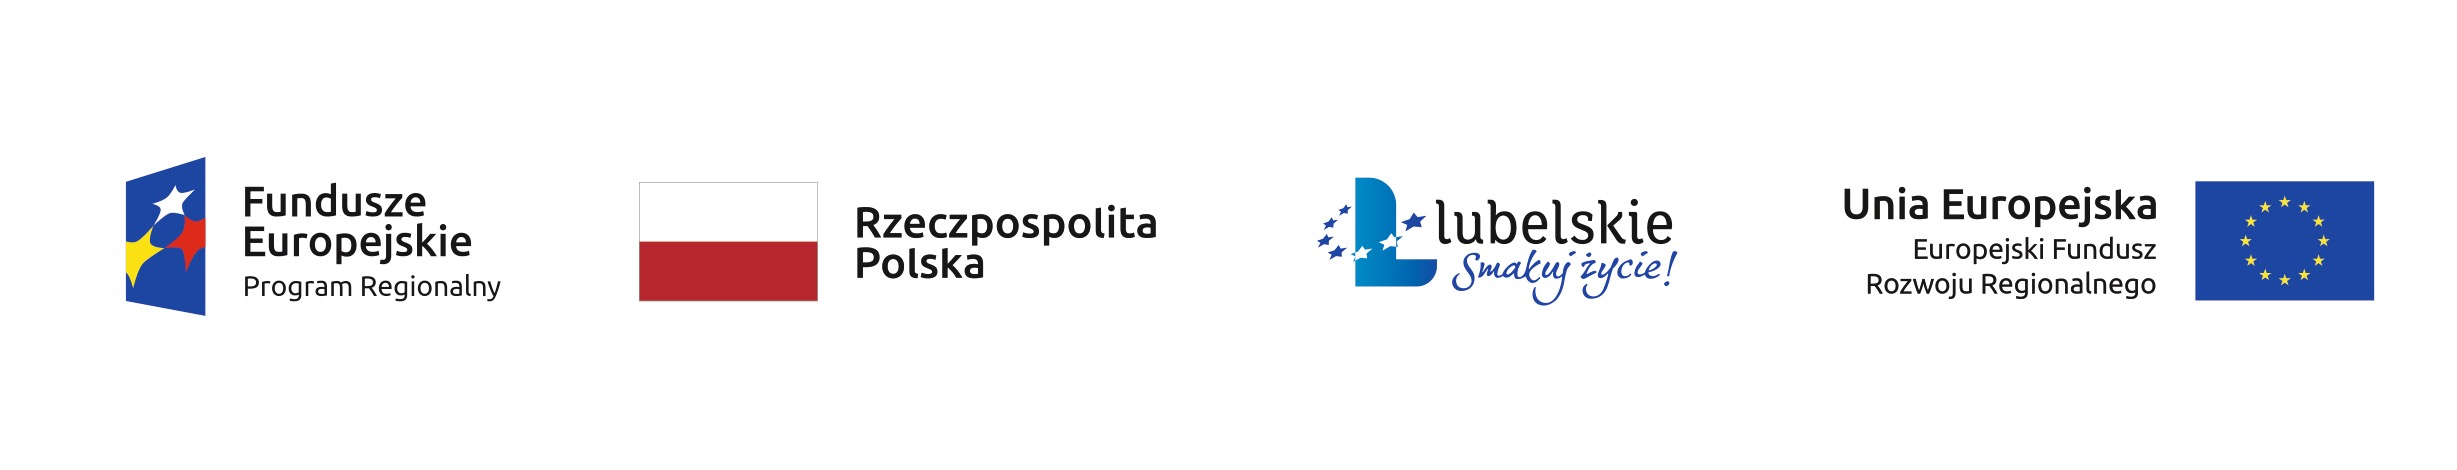 Fundusze
Europejskie
Program Regionalny
Rzeczpospolita
Polska
lubelskie
Smakuj życie!
Unia Europejska
Europejski Fundusz
Rozwoju Regionalnego